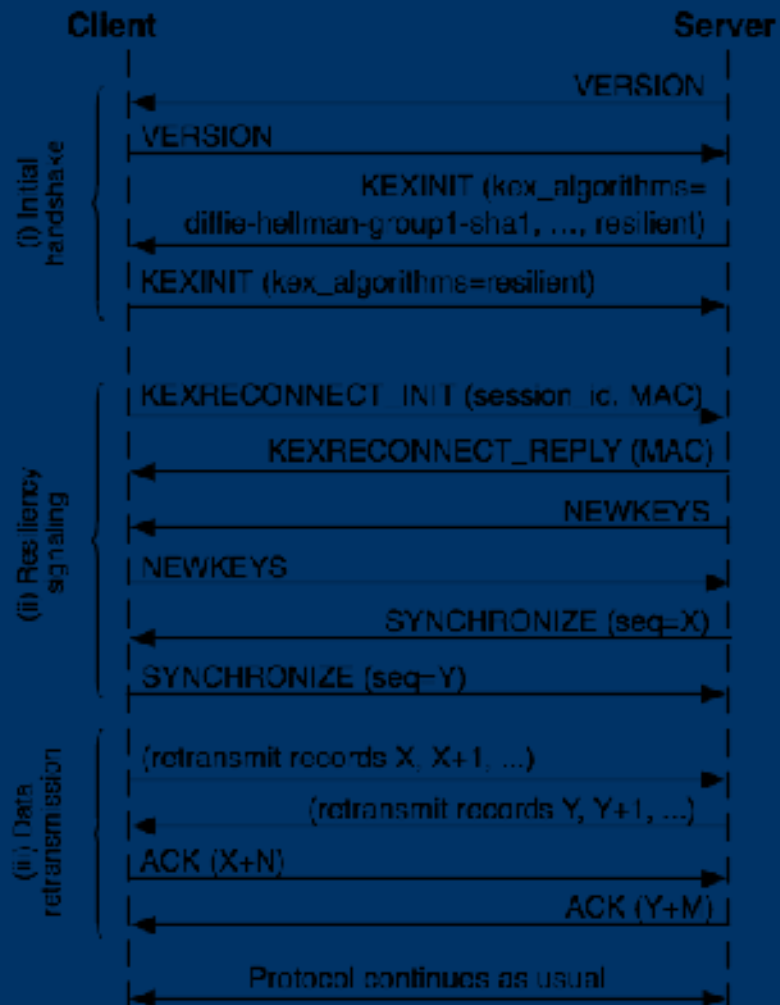 Client
Server
VERSION
VERSION
KEXINIT (kex_algorithms=
diffie-hellman-group1-sha1, ..., resilient)
KEXINIT (kex_algorithms=resilient)
(i) Initial
handshake
KEXRECONNECT_INIT (session_id, MAC)
KEXRECONNECT_REPLY (MAC)
NEWKEYS
NEWKEYS
SYNCHRONIZE (seq=X)
SYNCHRONIZE (seq=Y)
(ii) Resiliency
signaling
(retransmit records X, X+1, ...)
(retransmit records Y, Y+1, ...)
ACK (X+N)
ACK (Y+M)
(iii) Data
retransmission
Protocol continues as usual